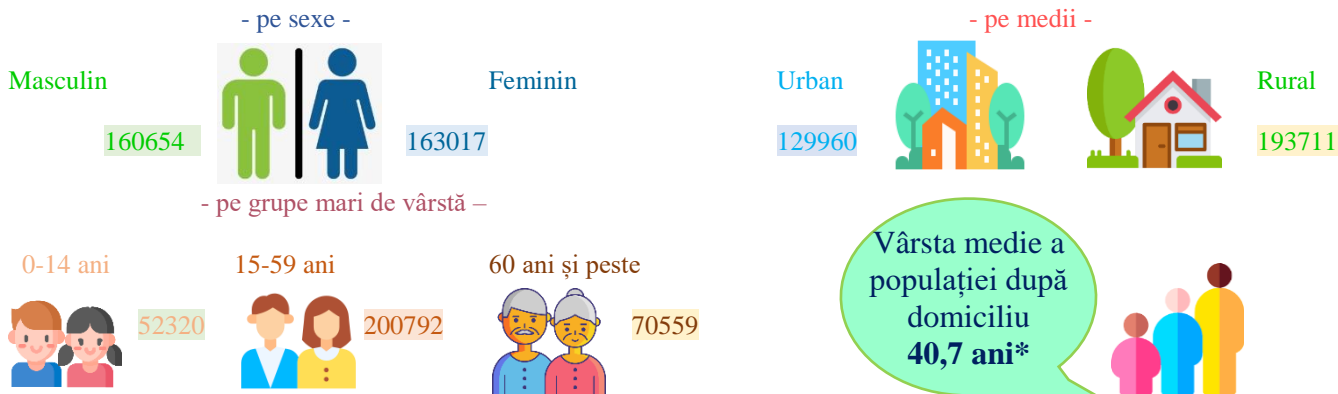 - pe sexe -
Masculin
Feminin
160654
163017
- pe medii -
Urban
Rural
129960
193711
- pe grupe mari de vârstă –
0-14 ani
15-59 ani
60 ani și peste
52320
200792
70559
Vârsta medie a
populației după
domiciliu
40,7 ani*